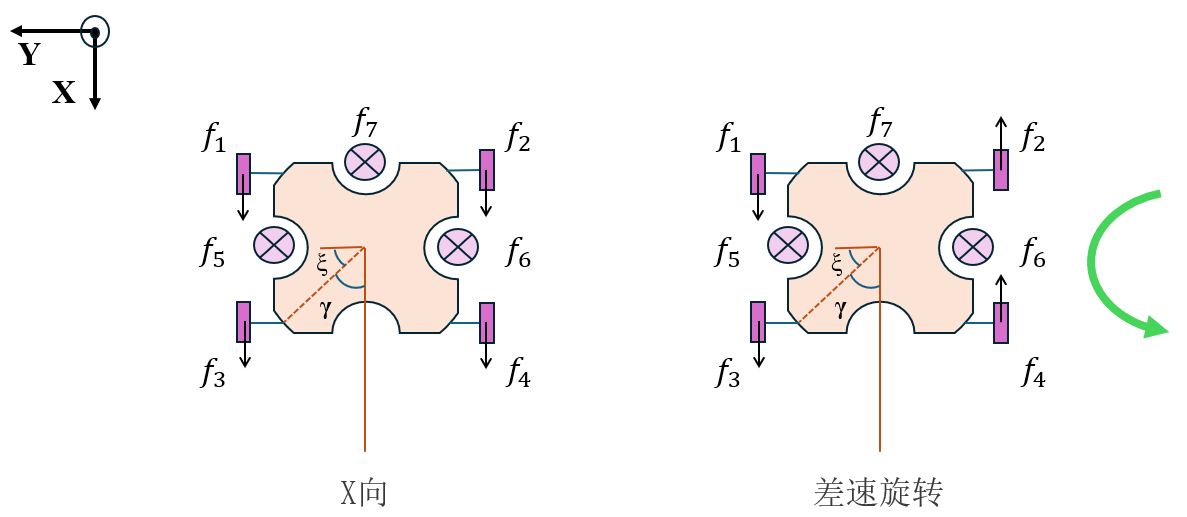 Y
X
f₁ f₇ f₂ f₁ f₇ f₂
f₅ ξ f₆ f₅ ξ f₆
γ γ
f₃ f₄ f₃ f₄
X向 差速旋转